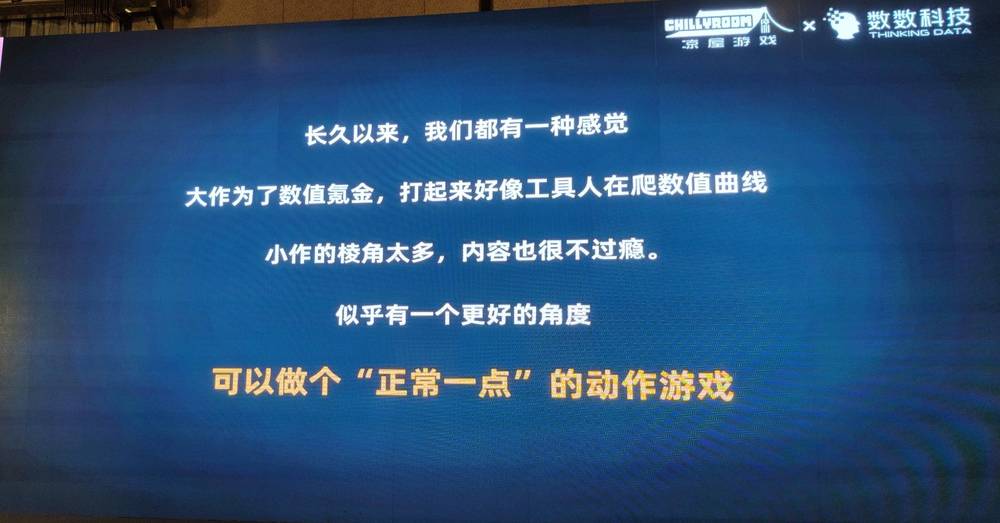 CHILLYROOM
凉屋游戏
×
数数科技
THINKING DATA
长久以来，我们都有一种感觉
大作为了数值氪金，打起来好像工具人在爬数值曲线
小作的棱角太多，内容也很不过瘾。
似乎有一个更好的角度
可以做个“正常一点”的动作游戏